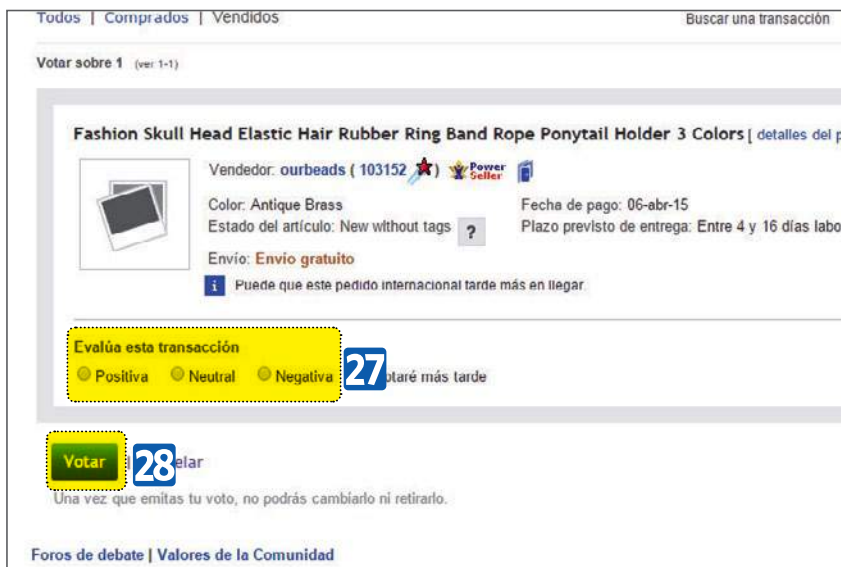 Todos | Comprados | Vendidos Buscar una transacción
Votar sobre 1 (ver 1-1)
Fashion Skull Head Elastic Hair Rubber Ring Band Rope Ponytail Holder 3 Colors [ detalles del p
Vendedor: ourbeads ( 103152 ) Power Seller
Color: Antique Brass Fecha de pago: 06-abr-15
Estado del artículo: New without tags ? Plazo previsto de entrega: Entre 4 y 16 días labo
Envío: Envío gratuito
i Puede que este pedido internacional tarde más en llegar.
Evalúa esta transacción
Positiva Neutral Negativa 27 otaré más tarde
Votar | 28 elar
Una vez que emitas tu voto, no podrás cambiarlo ni retirarlo.
Foros de debate | Valores de la Comunidad